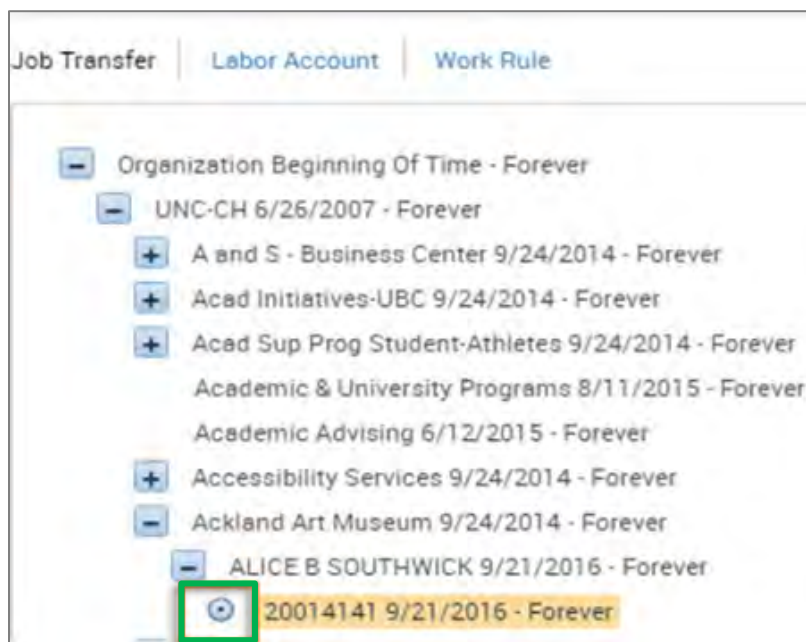 Job Transfer Labor Account Work Rule
Organization Beginning Of Time - Forever
UNC-CH 6/26/2007 - Forever
A and S - Business Center 9/24/2014 - Forever
Acad Initiatives-UBC 9/24/2014 - Forever
Acad Sup Prog Student-Athletes 9/24/2014 - Forever
Academic & University Programs 8/11/2015 - Forever
Academic Advising 6/12/2015 - Forever
Accessibility Services 9/24/2014 - Forever
Ackland Art Museum 9/24/2014 - Forever
ALICE B SOUTHWICK 9/21/2016 - Forever
20014141 9/21/2016 - Forever